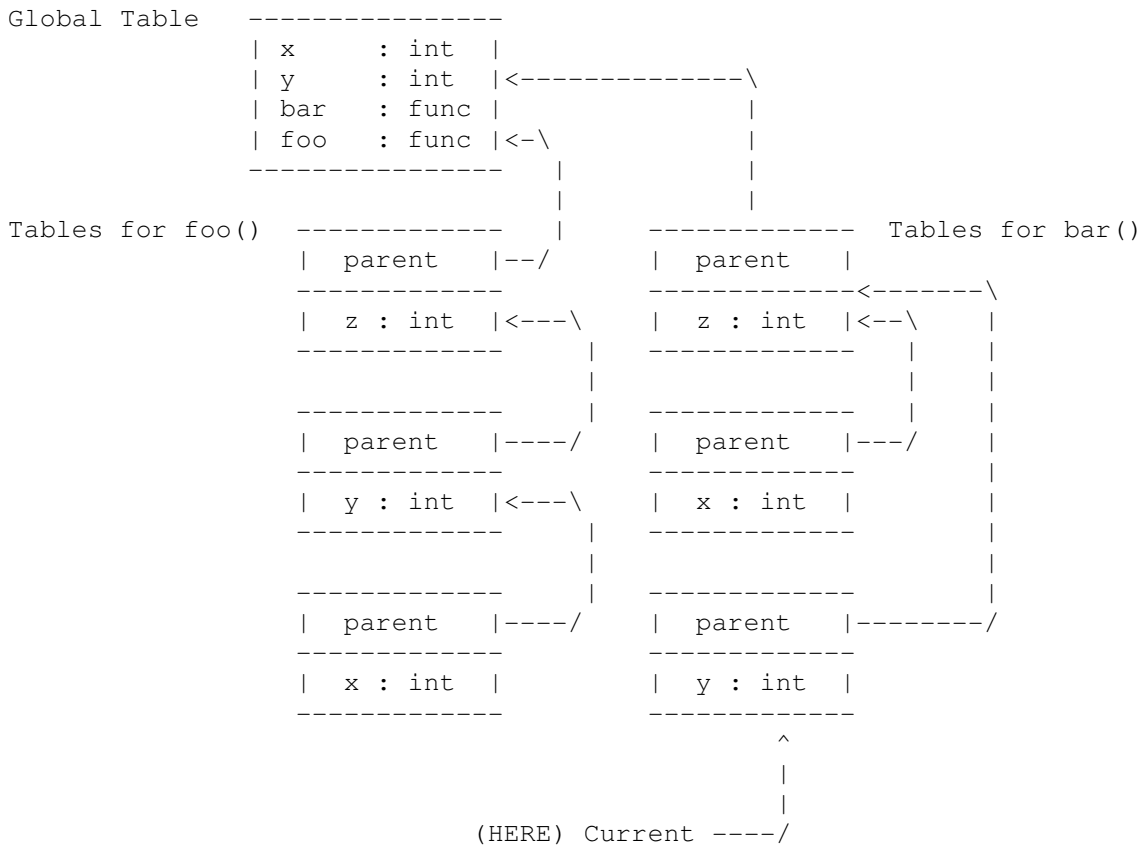 Global Table ----------------
| x : int |
| y : int |<--------------\
| bar : func | |
| foo : func |<-\ |
---------------- | |
| |
Tables for foo() ------------- | ------------- Tables for bar()
| parent |--/ | parent |
------------- -------------<-------\
| z : int |<---\ | z : int |<--\ |
------------- | ------------- | |
| | |
------------- | ------------- | |
| parent |----/ | parent |---/ |
------------- ------------- |
| y : int |<---\ | x : int | |
------------- | ------------- |
| |
------------- | ------------- |
| parent |----/ | parent |--------/
------------- -------------
| x : int | | y : int |
------------- -------------
^
|
|
(HERE) Current ----/